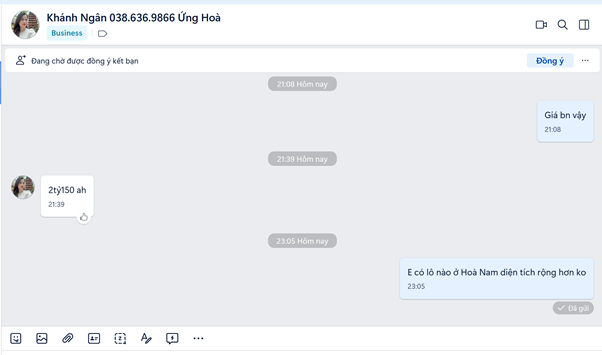 Khánh Ngân 038.636.9866 Ứng Hoà
Business
Đang chờ được đồng ý kết bạn
Đồng ý
21:08 Hôm nay
Giá bn vậy
21:08
21:39 Hôm nay
2tỷ150 ah
21:39
23:05 Hôm nay
E có lô nào ở Hoà Nam diện tích rộng hơn ko
23:05
Đã gửi